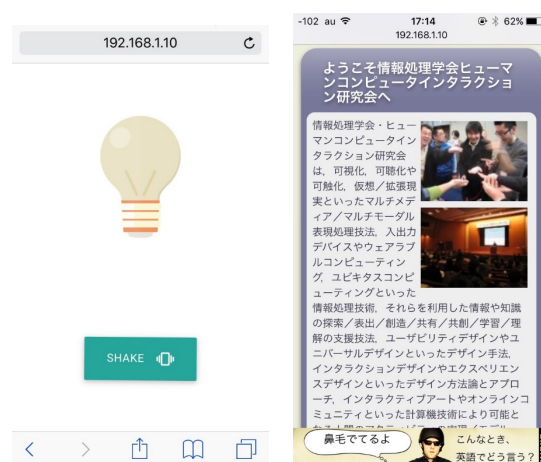 192.168.1.10
SHAKE
-102 au 17:14 62%
192.168.1.10
ようこそ情報処理学会ヒューマ
ンコンピュータインタラクショ
ン研究会へ
情報処理学会・ヒュー
マンコンピュータイン
タラクション研究会
は，可視化，可聴化や
可触化，仮想／拡張現
実といったマルチメデ
ィア／マルチモーダル
表現処理技法，入出力
デバイスやウェアラブ
ルコンピューティン
グ，ユビキタスコンピ
ューティングといった
情報処理技術，それらを利用した情報や知識
の探索／表出／創造／共有／共創／学習／理
解の支援技法，ユーザビリティデザインやユ
ニバーサルデザインといったデザイン手法，
インタラクションデザインやエクスペリエン
スデザインといったデザイン方法論とアプロ
ーチ，インタラクティブアートやオンラインコ
ミュニティといった計算機技術により可能と
鼻毛でてるよ
こんなとき、
英語でどう言う？